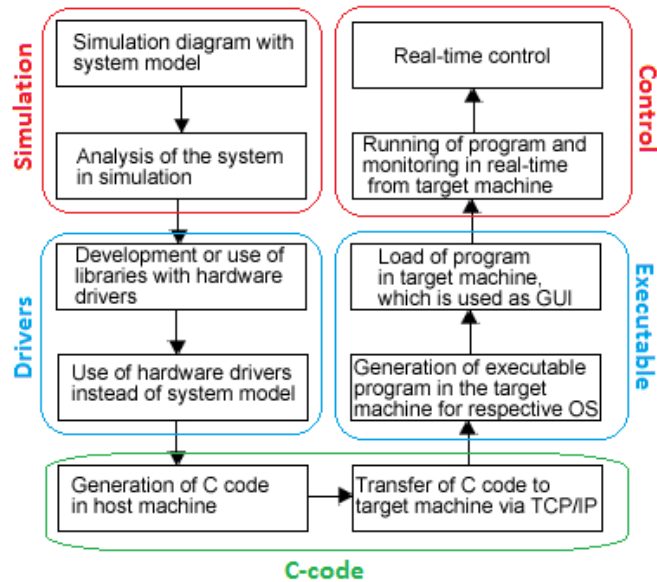 Simulation
Simulation diagram with
system model
Analysis of the system
in simulation
Drivers
Development or use of
libraries with hardware
drivers
Use of hardware drivers
instead of system model
Generation of C code
in host machine
Transfer of C code to
target machine via TCP/IP
C-code
Generation of executable
program in the target
machine for respective OS
Load of program
in target machine,
which is used as GUI
Executable
Running of program and
monitoring in real-time
from target machine
Real-time control
Control